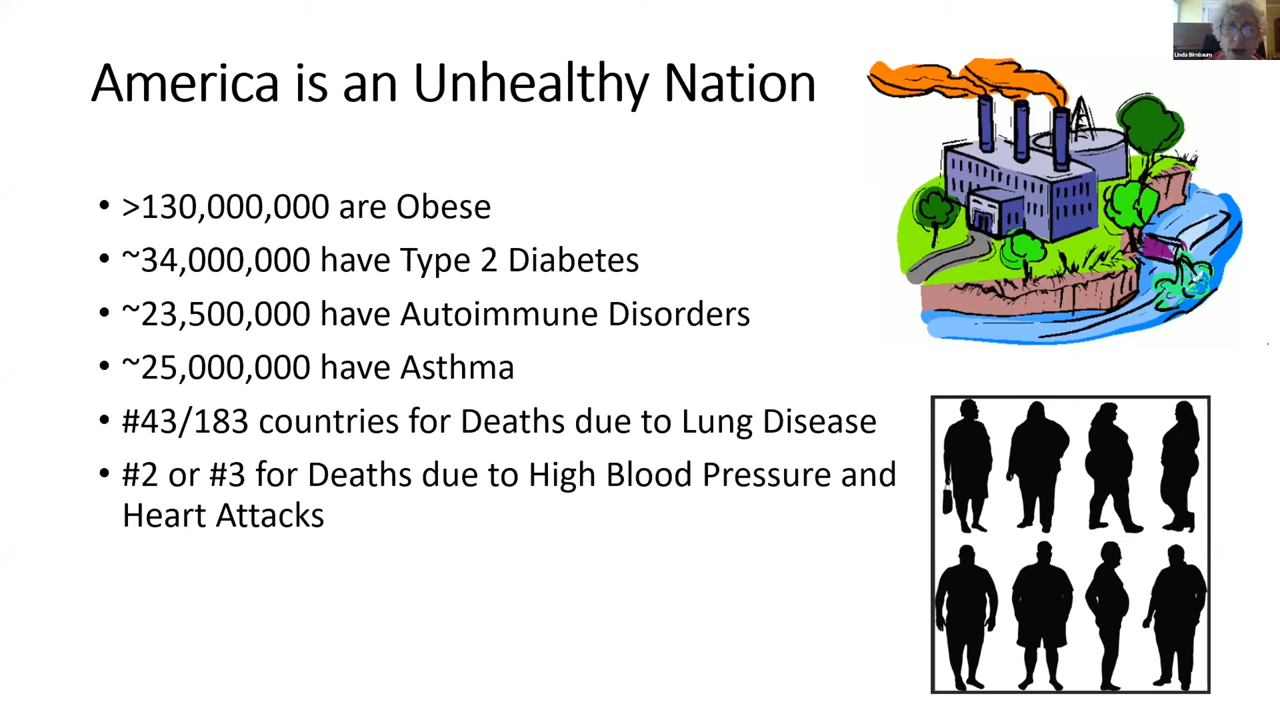 America is an Unhealthy Nation
• >130,000,000 are Obese
• ~34,000,000 have Type 2 Diabetes
• ~23,500,000 have Autoimmune Disorders
• ~25,000,000 have Asthma
• #43/183 countries for Deaths due to Lung Disease
• #2 or #3 for Deaths due to High Blood Pressure and
Heart Attacks
Linda Birnbaum